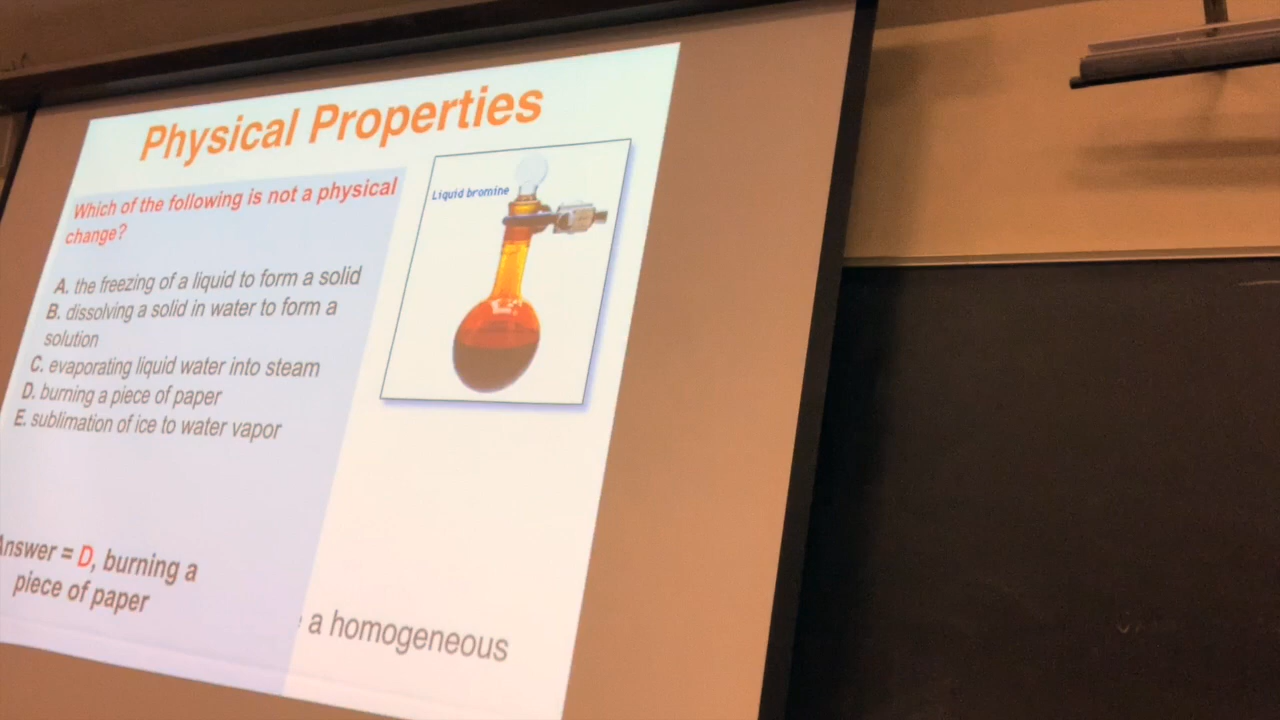 Physical Properties
Which of the following is not a physical
change?
A. the freezing of a liquid to form a solid
B. dissolving a solid in water to form a
solution
C. evaporating liquid water into steam
D. burning a piece of paper
E. sublimation of ice to water vapor
Answer = D, burning a
piece of paper
Liquid bromine
a homogeneous